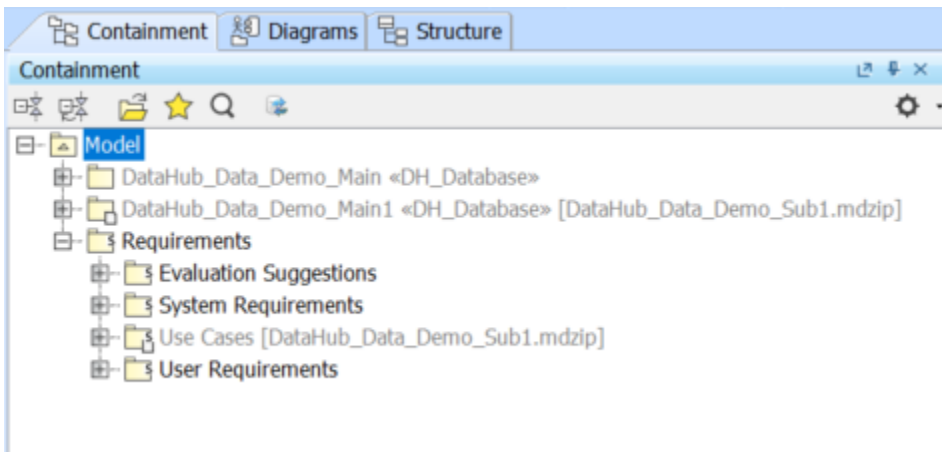 Containment Diagrams Structure
Containment
Model
DataHub_Data_Demo_Main «DH_Database»
DataHub_Data_Demo_Main1 «DH_Database» [DataHub_Data_Demo_Sub1.mdzip]
Requirements
Evaluation Suggestions
System Requirements
Use Cases [DataHub_Data_Demo_Sub1.mdzip]
User Requirements